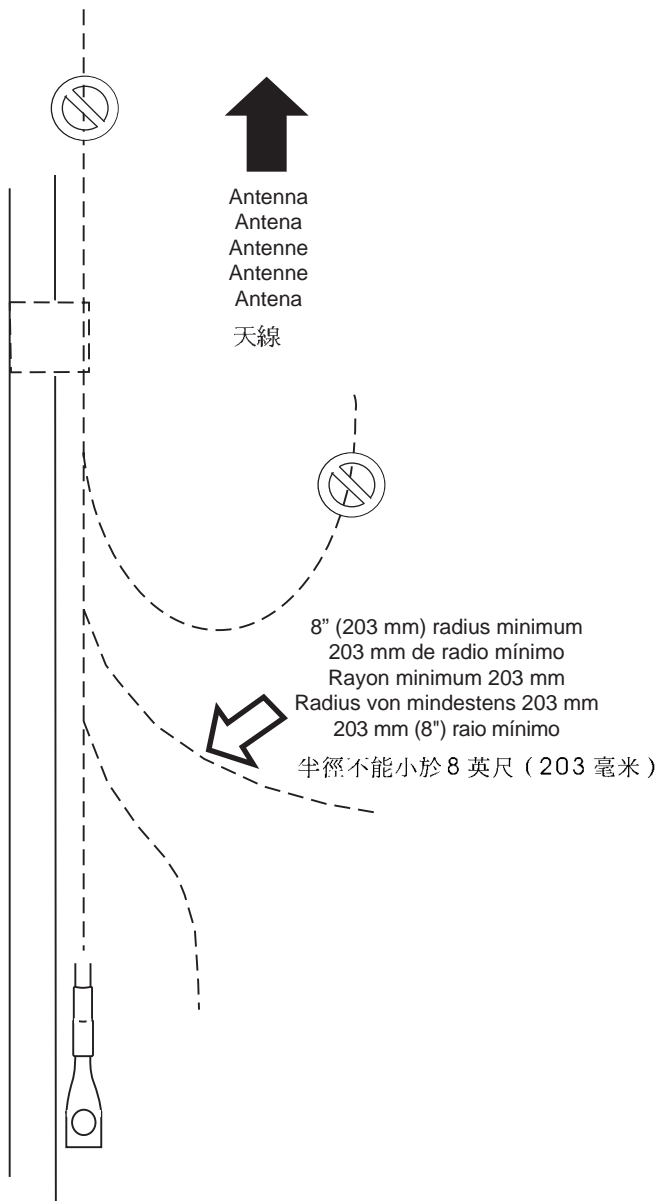 Antenna
Antena
Antenne
Antenne
Antena
天線
8” (203 mm) radius minimum
203 mm de radio mínimo
Rayon minimum 203 mm
Radius von mindestens 203 mm
203 mm (8") raio mínimo
半徑不能小於 8 英尺（203 毫米）